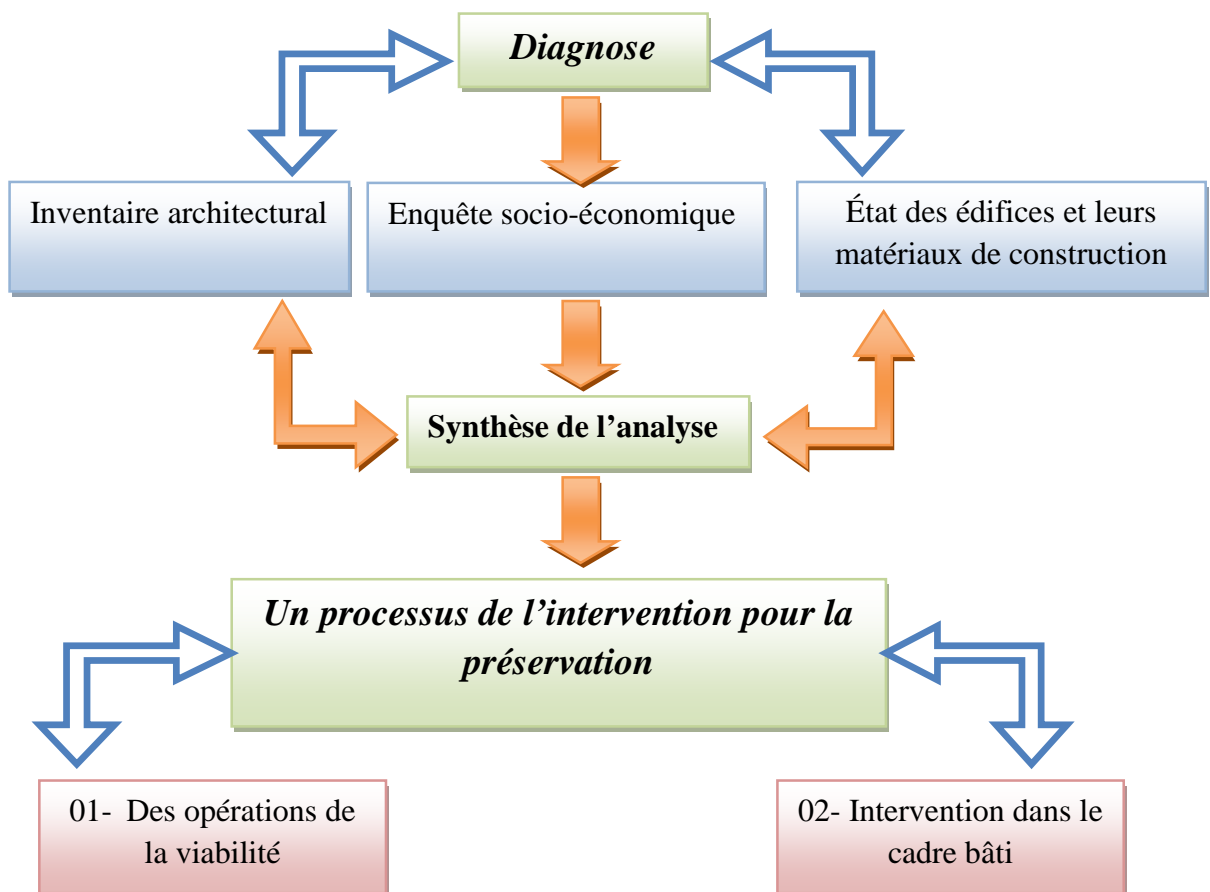 Diagnose
Inventaire architectural
Enquête socio-économique
État des édifices et leurs
matériaux de construction
Synthèse de l’analyse
Un processus de l’intervention pour la
préservation
01- Des opérations de
la viabilité
02- Intervention dans le
cadre bâti